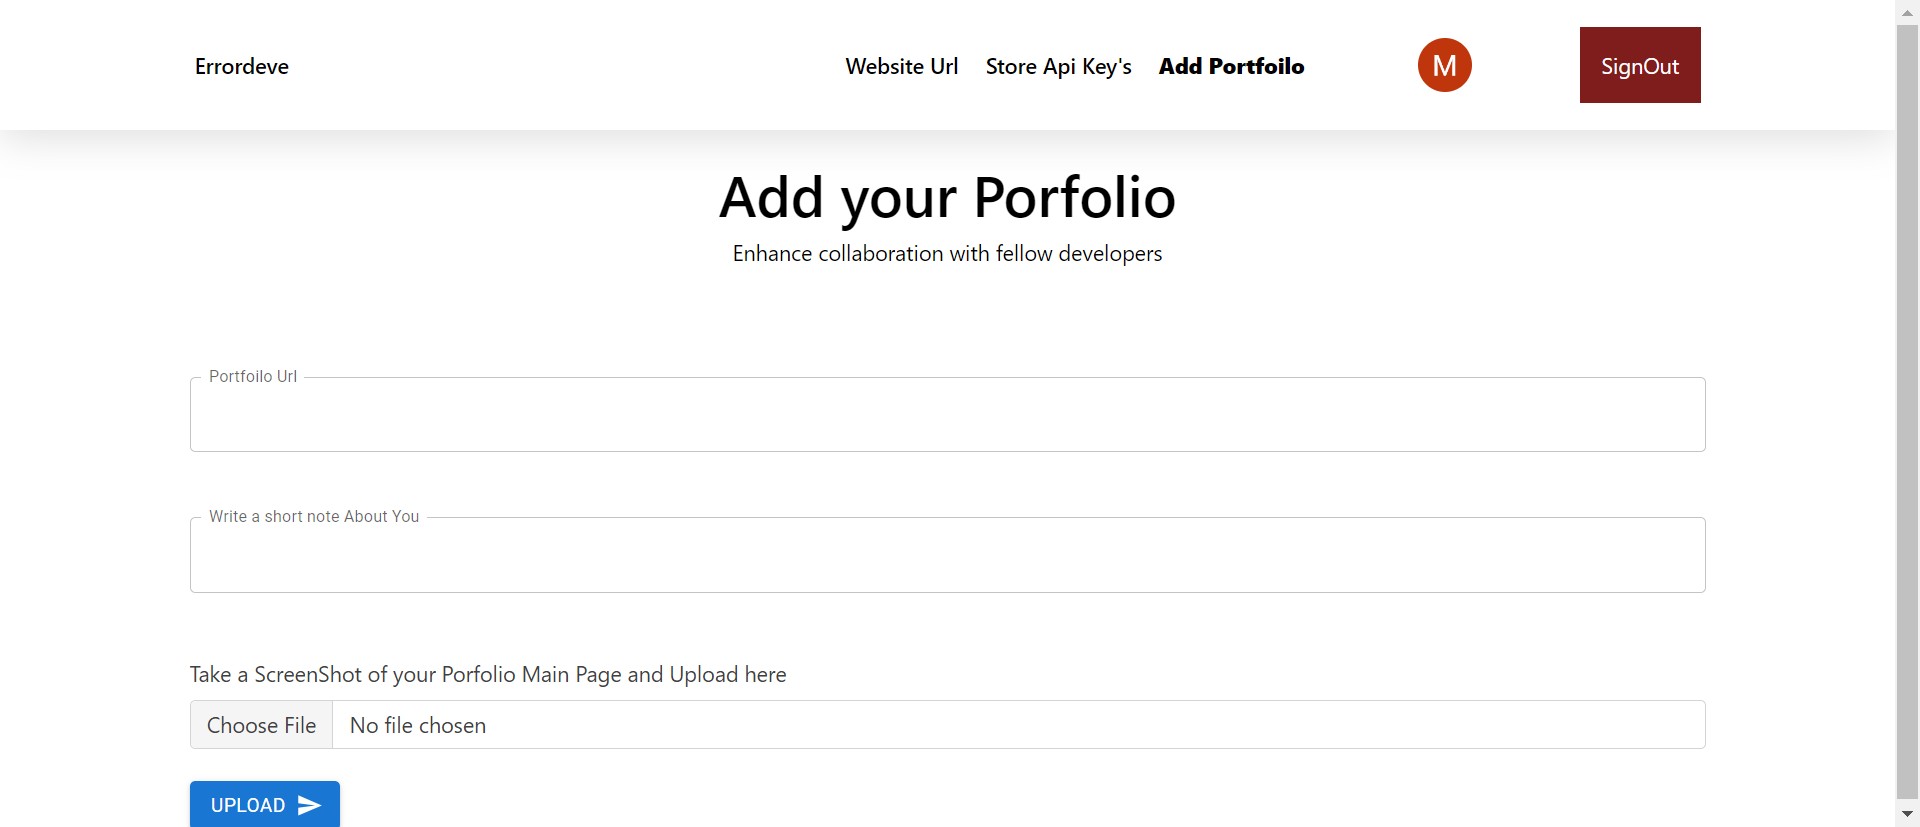 Errordeve
Website Url
Store Api Key's
Add Portfoilo
M
SignOut
Add your Porfolio
Enhance collaboration with fellow developers
Portfoilo Url
Write a short note About You
Take a ScreenShot of your Porfolio Main Page and Upload here
Choose File No file chosen
UPLOAD